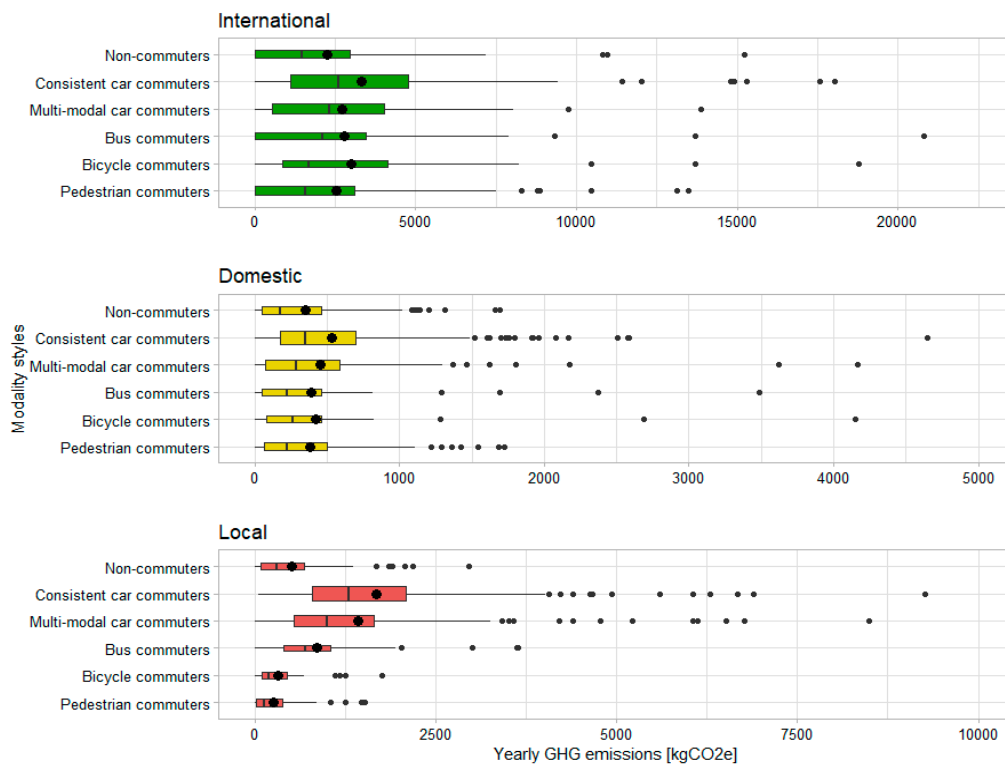 International
Non-commuters
Consistent car commuters
Multi-modal car commuters
Bus commuters
Bicycle commuters
Pedestrian commuters
0 5000 10000 15000 20000
Domestic
Non-commuters
Consistent car commuters
Multi-modal car commuters
Bus commuters
Bicycle commuters
Pedestrian commuters
0 1000 2000 3000 4000 5000
Modality styles
Local
Non-commuters
Consistent car commuters
Multi-modal car commuters
Bus commuters
Bicycle commuters
Pedestrian commuters
0 2500 5000 7500 10000
Yearly GHG emissions [kgCO2e]